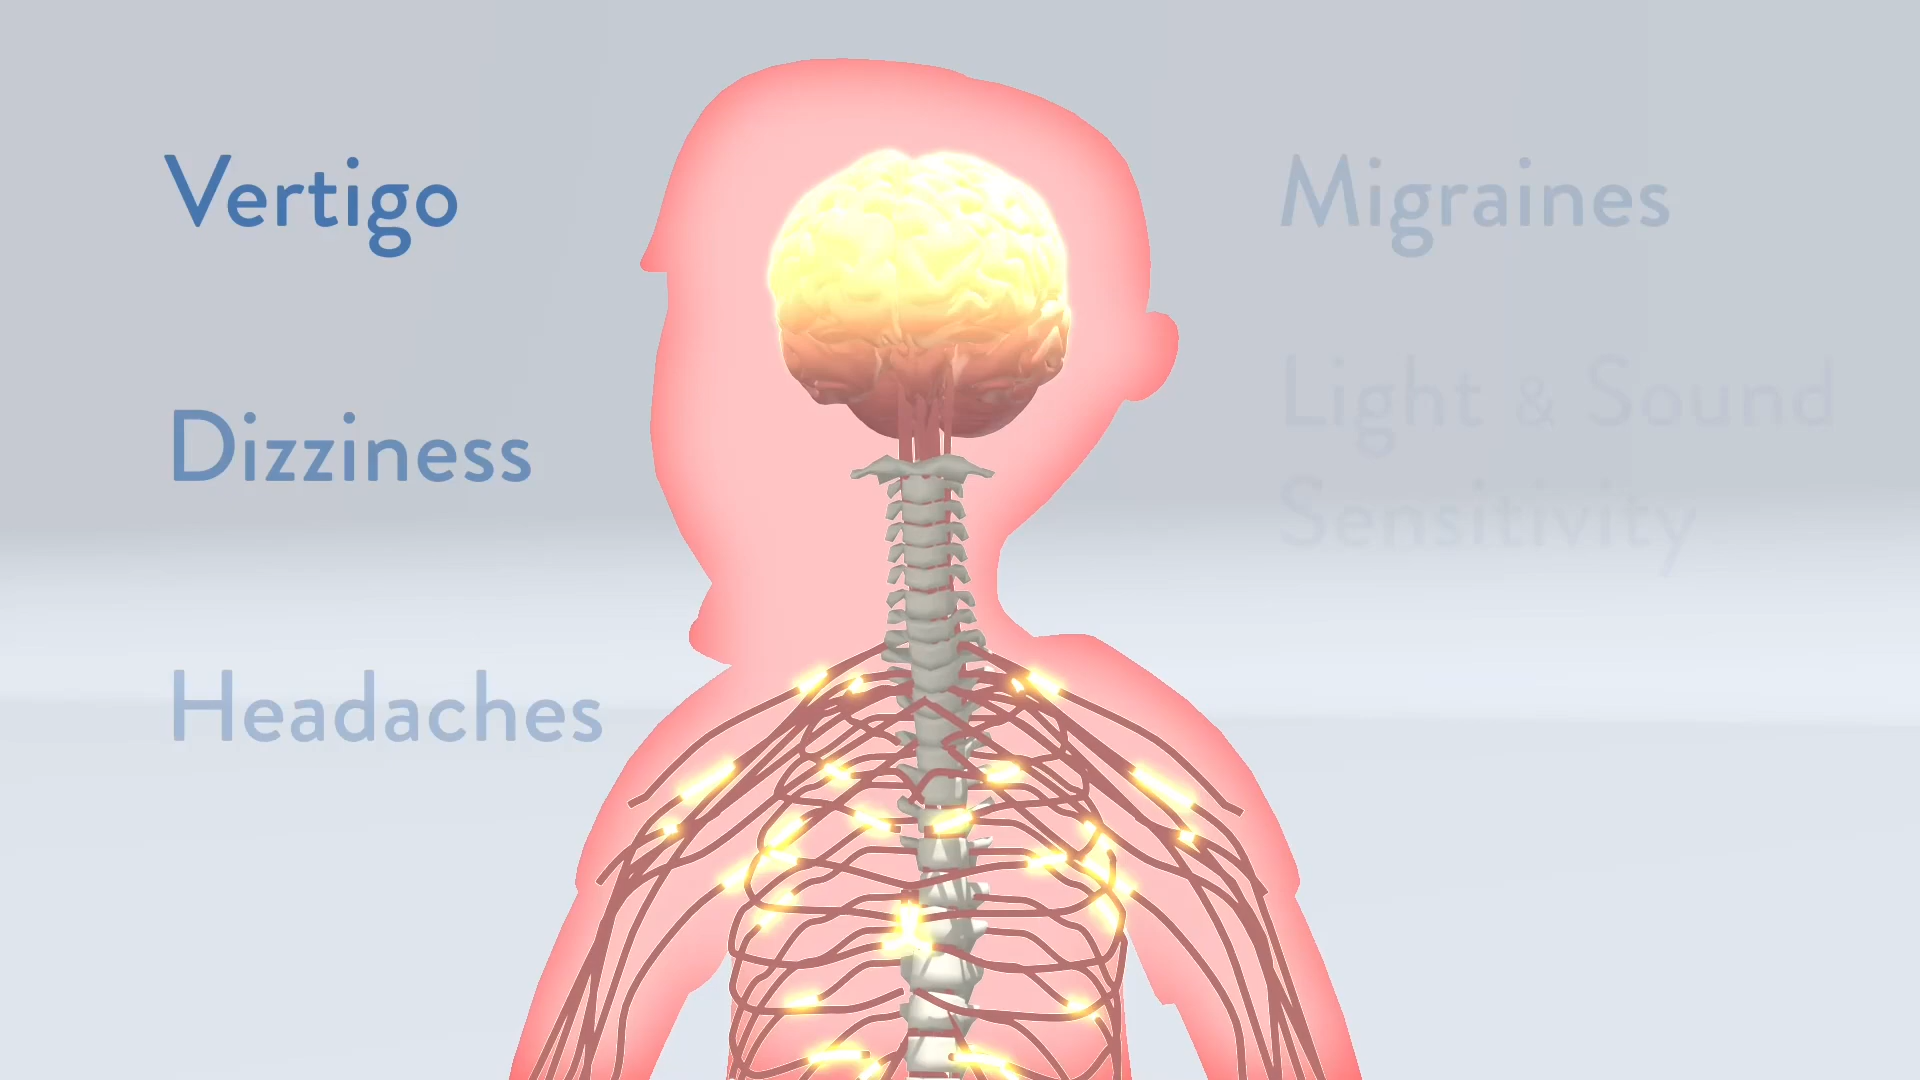 Vertigo
Dizziness
Headaches
Migraines
Light & Sound
Sensitivity